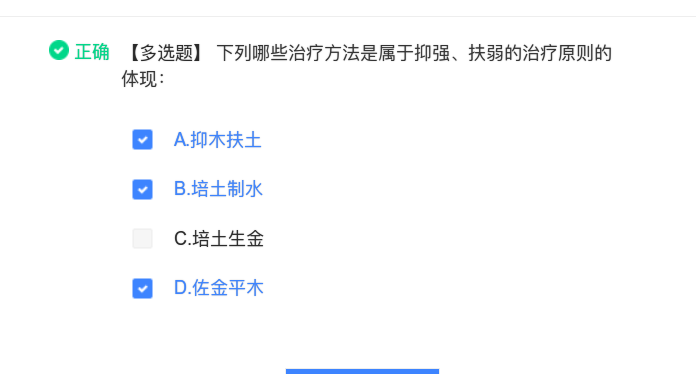 正确 【多选题】 下列哪些治疗方法是属于抑强、扶弱的治疗原则的
体现：
A.抑木扶土
B.培土制水
C.培土生金
D.佐金平木